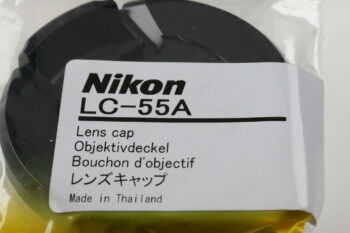 Nikon
LC-55A
Lens cap
Objektivdeckel
Bouchon d'objectif
レンズキャップ
Made in Thailand